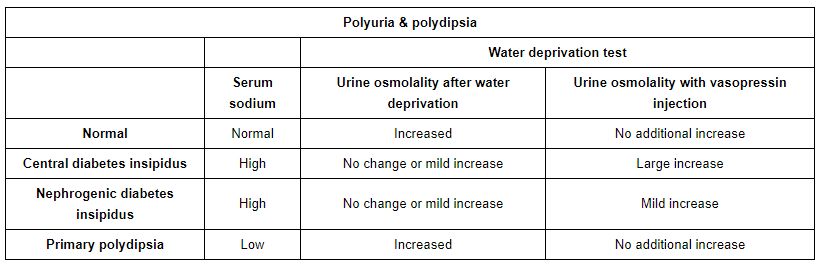 Polyuria & polydipsia
Water deprivation test
Serum sodium
Urine osmolality after water deprivation
Urine osmolality with vasopressin injection
Normal Normal Increased No additional increase
Central diabetes insipidus High No change or mild increase Large increase
Nephrogenic diabetes insipidus High No change or mild increase Mild increase
Primary polydipsia Low Increased No additional increase